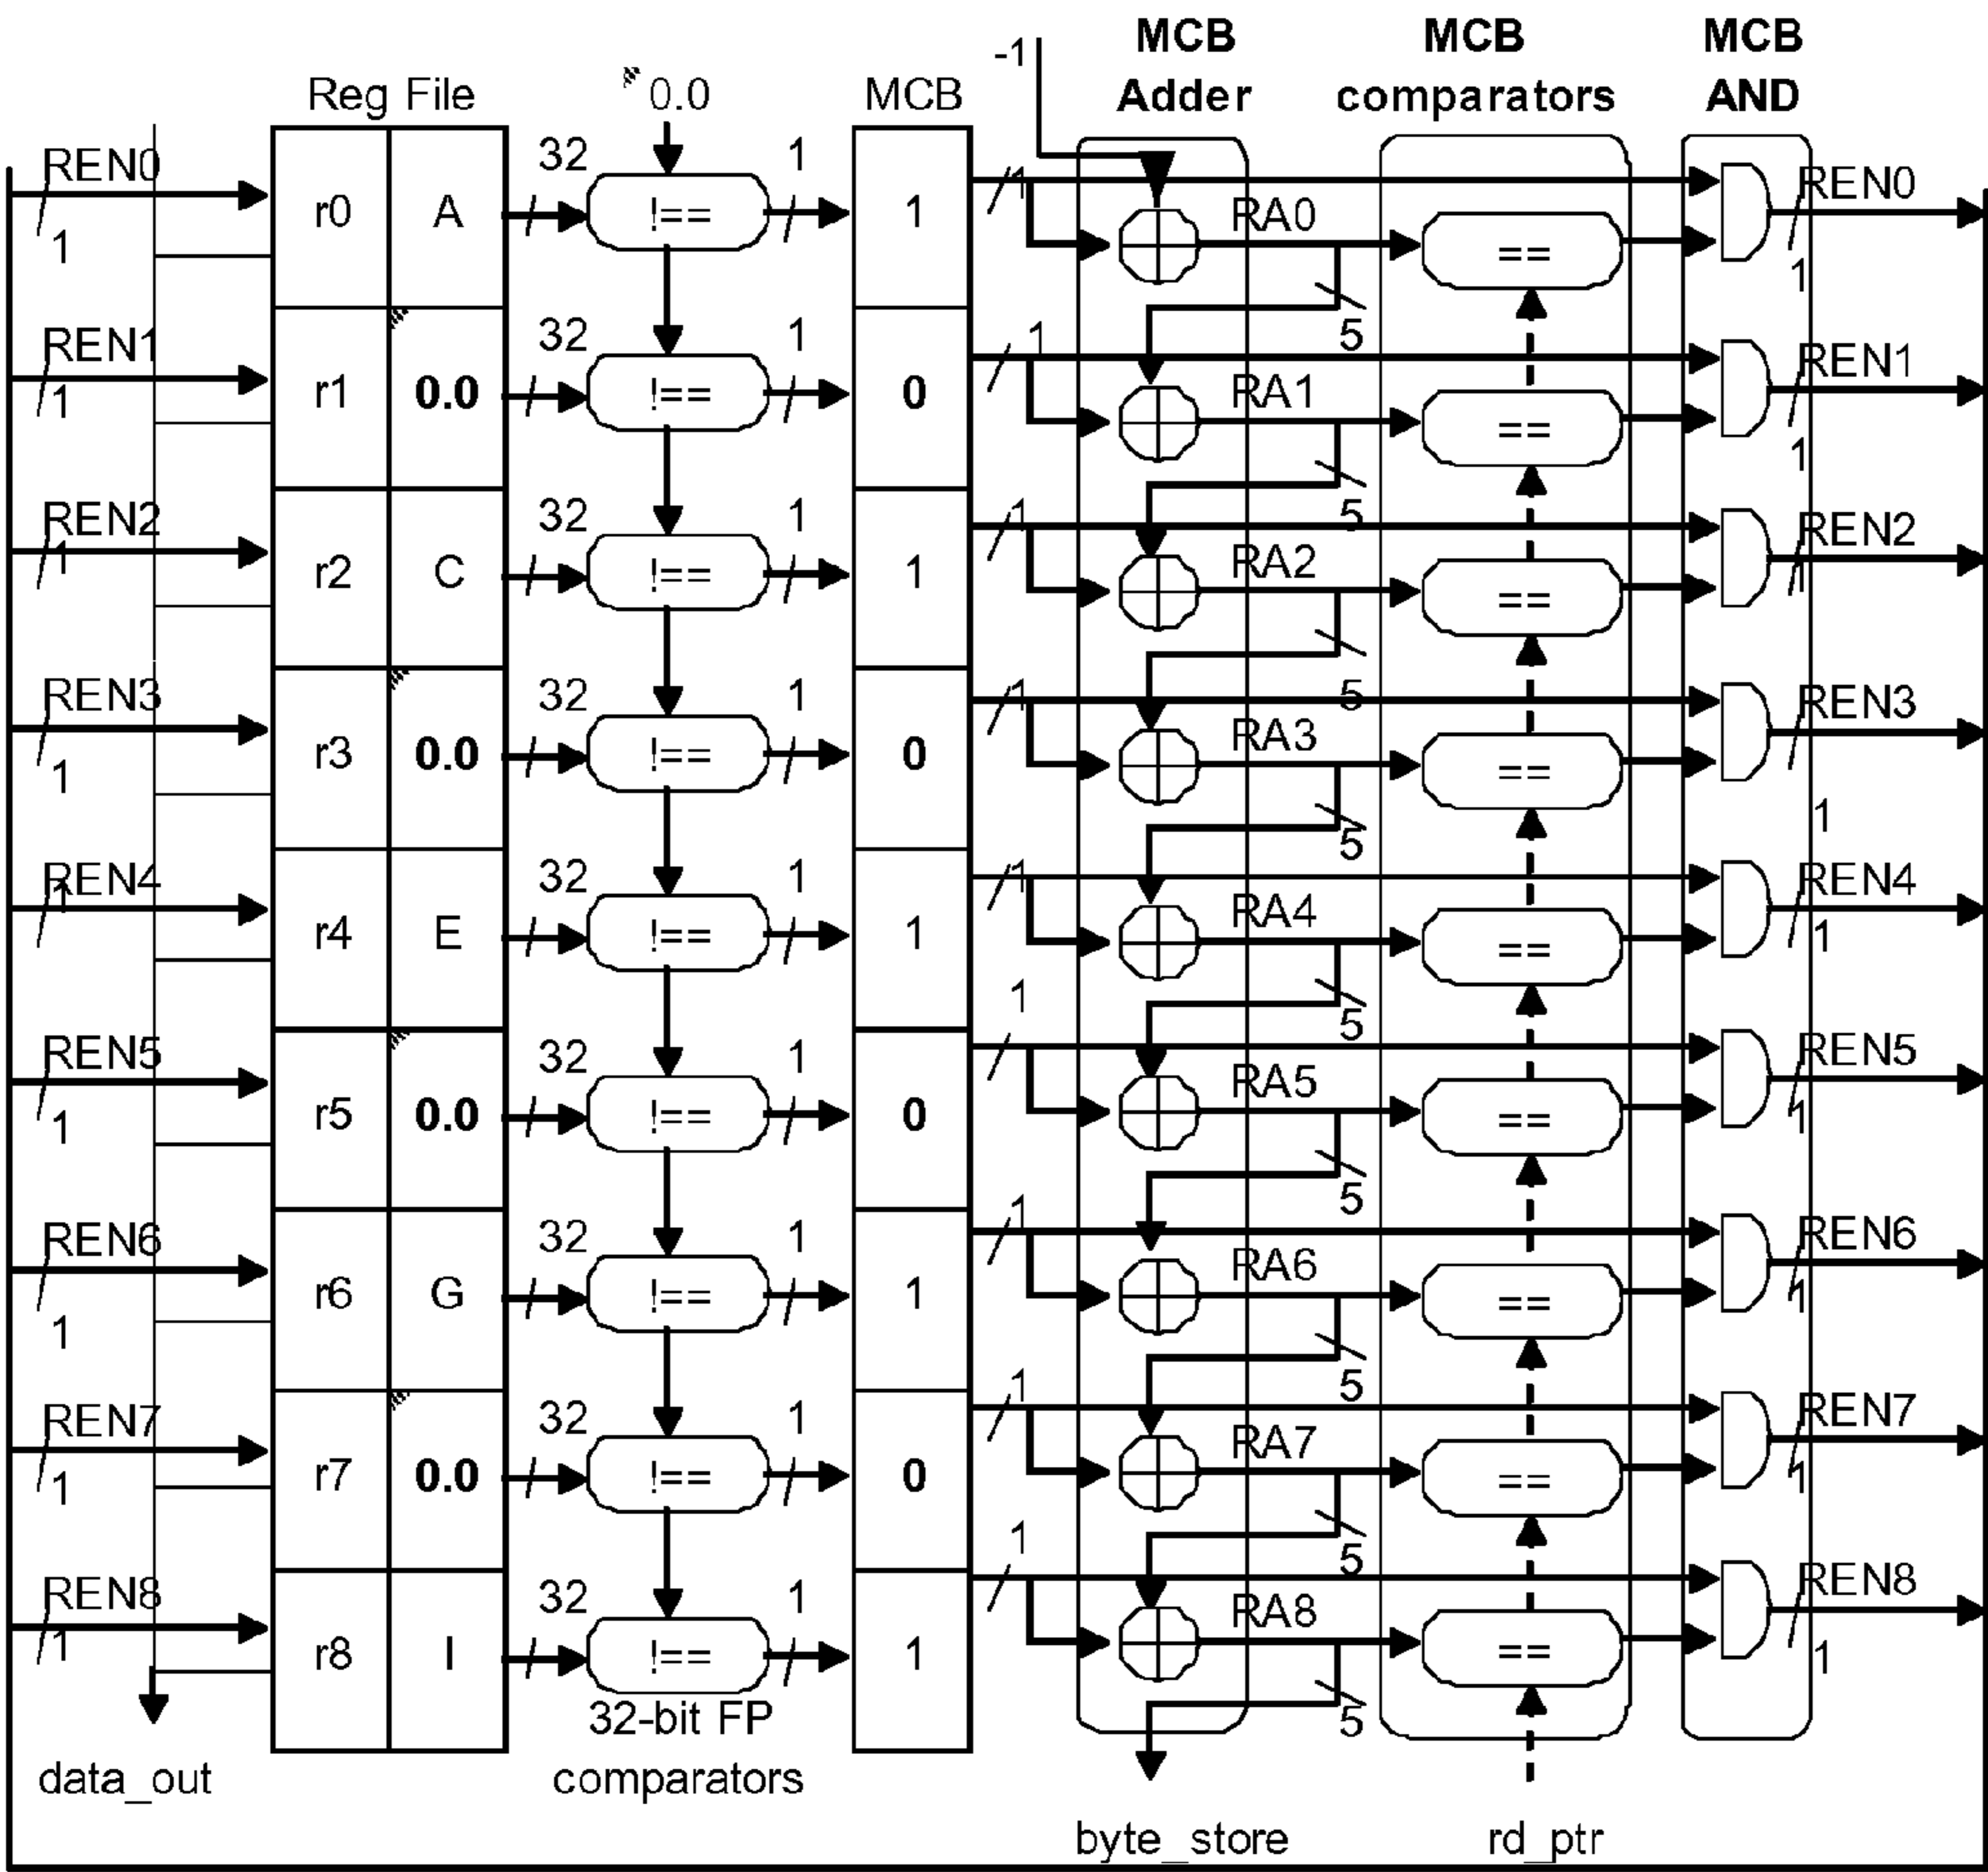 MCB MCB MCB
-1 Adder comparators AND
Reg File 0.0 MCB
REN0 32 1 1 REN0
r0 A !== 1 RA0 ==
1 1
REN1 32 1 1 5 REN1
r1 0.0 !== 0 RA1 ==
1 1
REN2 32 1 1 5 REN2
r2 C !== 1 RA2 ==
1 1
REN3 32 1 1 5 REN3
r3 0.0 !== 0 RA3 ==
1 1
REN4 32 1 1 5 REN4
r4 E !== 1 RA4 ==
1 1
REN5 32 1 1 5 REN5
r5 0.0 !== 0 RA5 ==
1 1
REN6 32 1 1 5 REN6
r6 G !== 1 RA6 ==
1 1
REN7 32 1 1 5 REN7
r7 0.0 !== 0 RA7 ==
1 1
REN8 32 1 1 5 REN8
r8 I !== 1 RA8 ==
1 1
32-bit FP 5
data_out comparators
byte_store rd_ptr